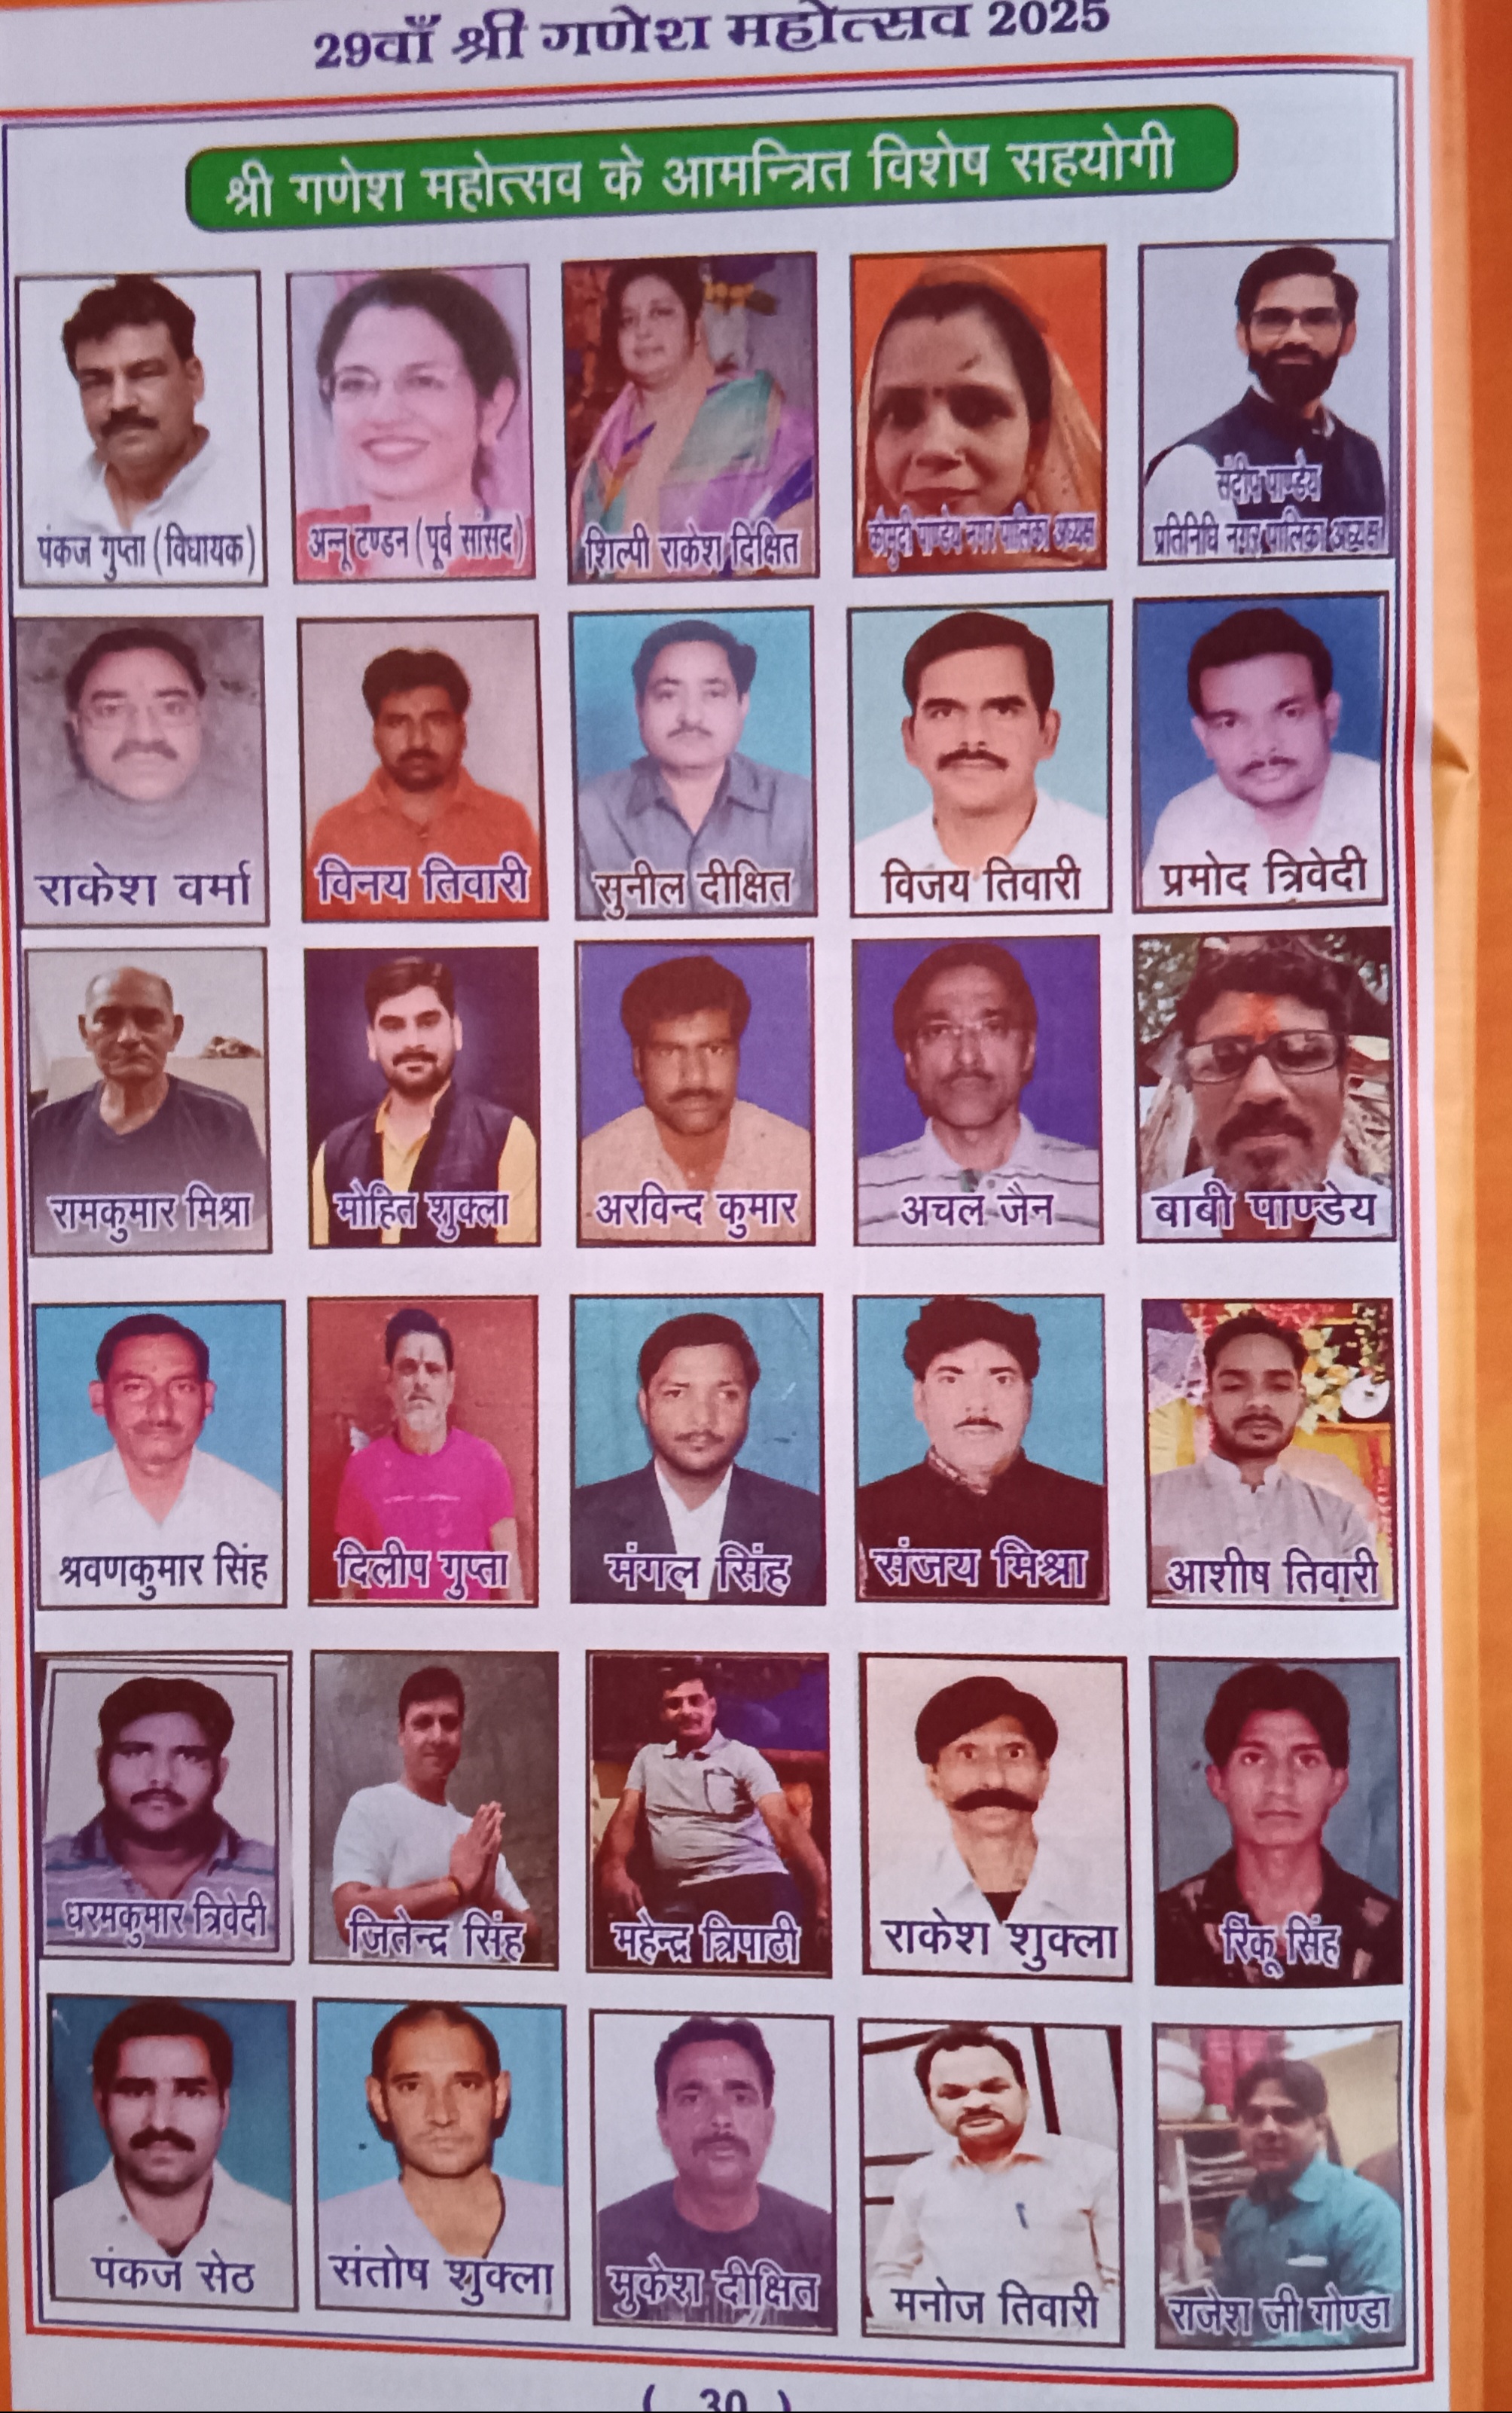 29वाँ श्री गणेश महोत्सव 2025
श्री गणेश महोत्सव के आमन्त्रित विशेष सहयोगी
पंकज गुप्ता (विधायक)
अन्नू टण्डन (पूर्व सांसद)
शिल्पी राकेश दिक्षित
कौमुदी पाण्डेय नगर पालिका अध्यक्ष
संदीप पाण्डेय
प्रतिनिधि नगर पालिका अध्यक्ष
राकेश वर्मा
विनय तिवारी
सुनील दीक्षित
विजय तिवारी
प्रमोद त्रिवेदी
रामकुमार मिश्रा
मोहित शुक्ला
अरविन्द कुमार
अचल जैन
बाबी पाण्डेय
श्रवणकुमार सिंह
दिलीप गुप्ता
मंगल सिंह
संजय मिश्रा
आशीष तिवारी
धरमकुमार त्रिवेदी
जितेन्द्र सिंह
महेन्द्र त्रिपाठी
राकेश शुक्ला
रिंकू सिंह
पंकज सेठ
संतोष शुक्ला
मुकेश दीक्षित
मनोज तिवारी
राजेश जी गोण्डा
( 30 )